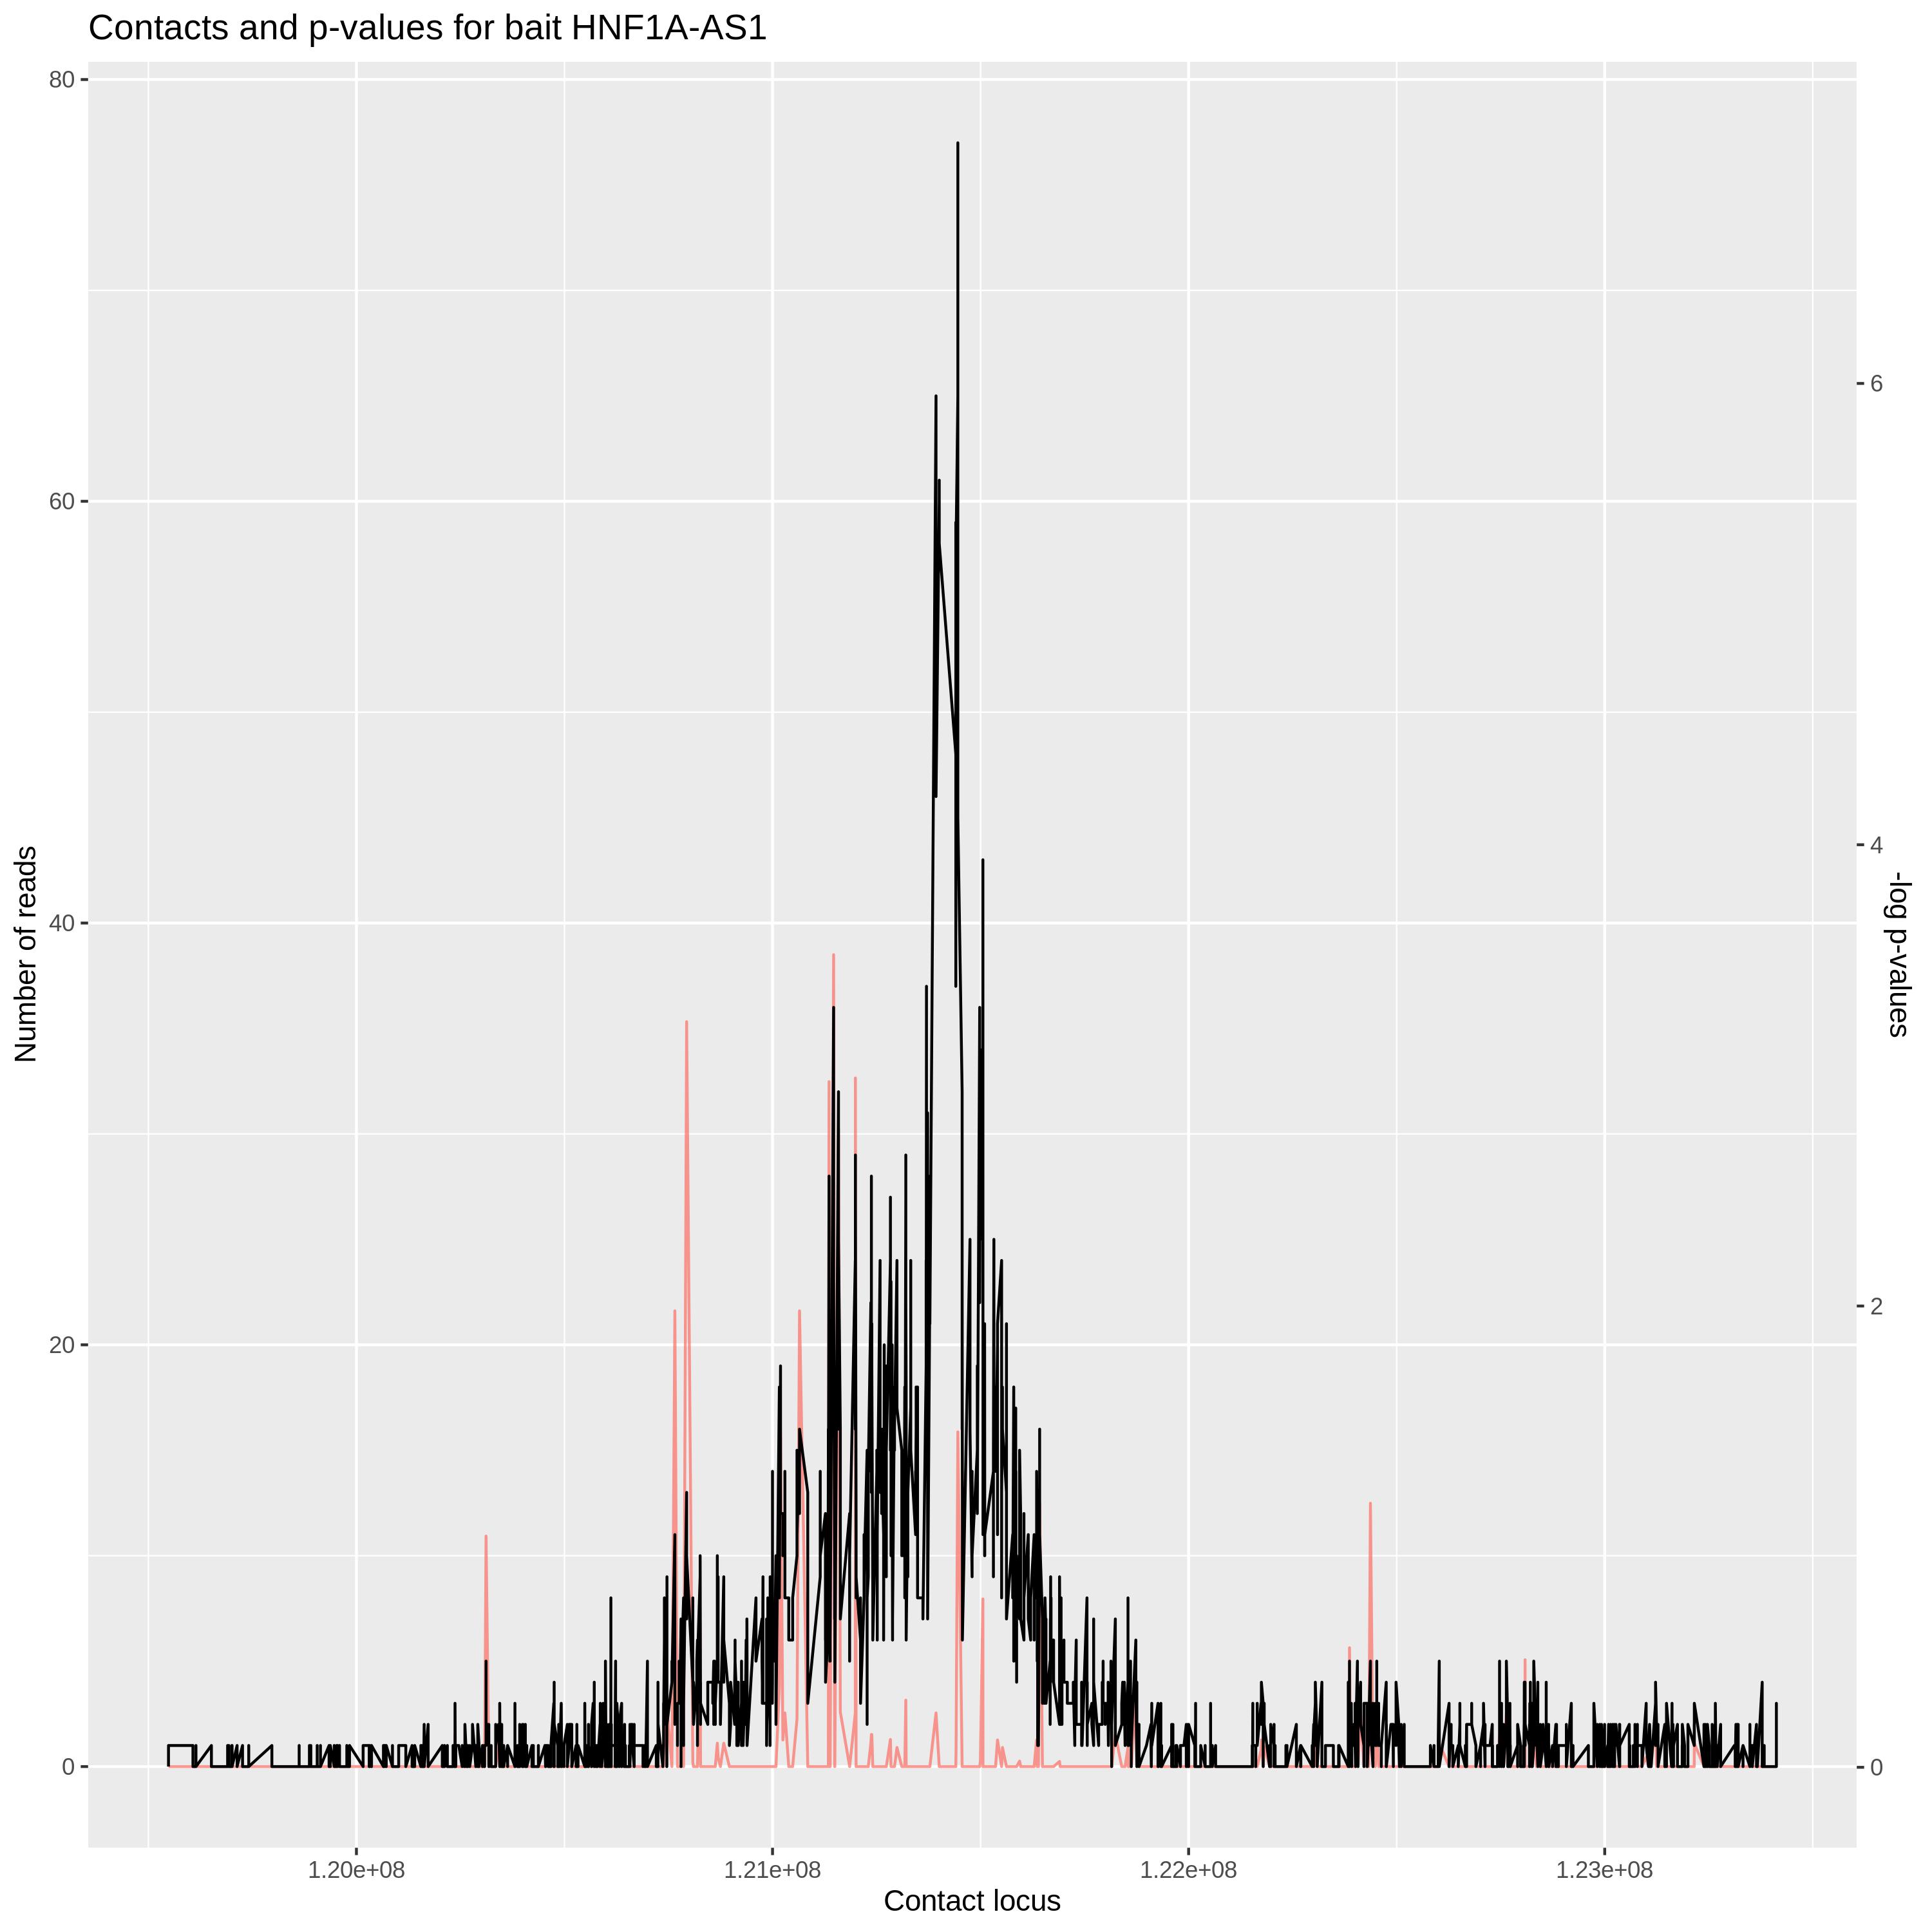 Contacts and p-values for bait HNF1A-AS1
80
60
40
20
0
Number of reads
6
4
2
0
-log p-values
1.20e+08
1.21e+08
1.22e+08
1.23e+08
Contact locus